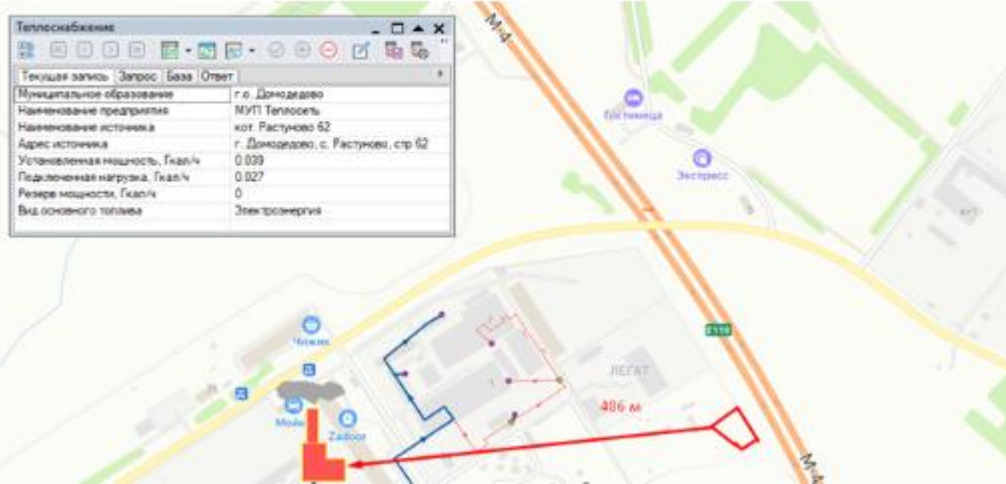 Теплоснабжение
Текущая запись Запрос База Ответ
Муниципальное образование г.о. Домодедово
Наименование предприятия МУП Теплосеть
Наименование источника кот. Растуново 62
Адрес источника г. Домодедово, с. Растуново, стр 62
Установленная мощность, Гкал/ч 0.039
Подключенная нагрузка, Гкал/ч 0.027
Резерв мощности, Гкал/ч 0
Вид основного топлива Электроэнергия
М-4
Гостиница
Экспресс
E115
Чижик
ЛЕГАТ
486 м
Zadoor
М-4